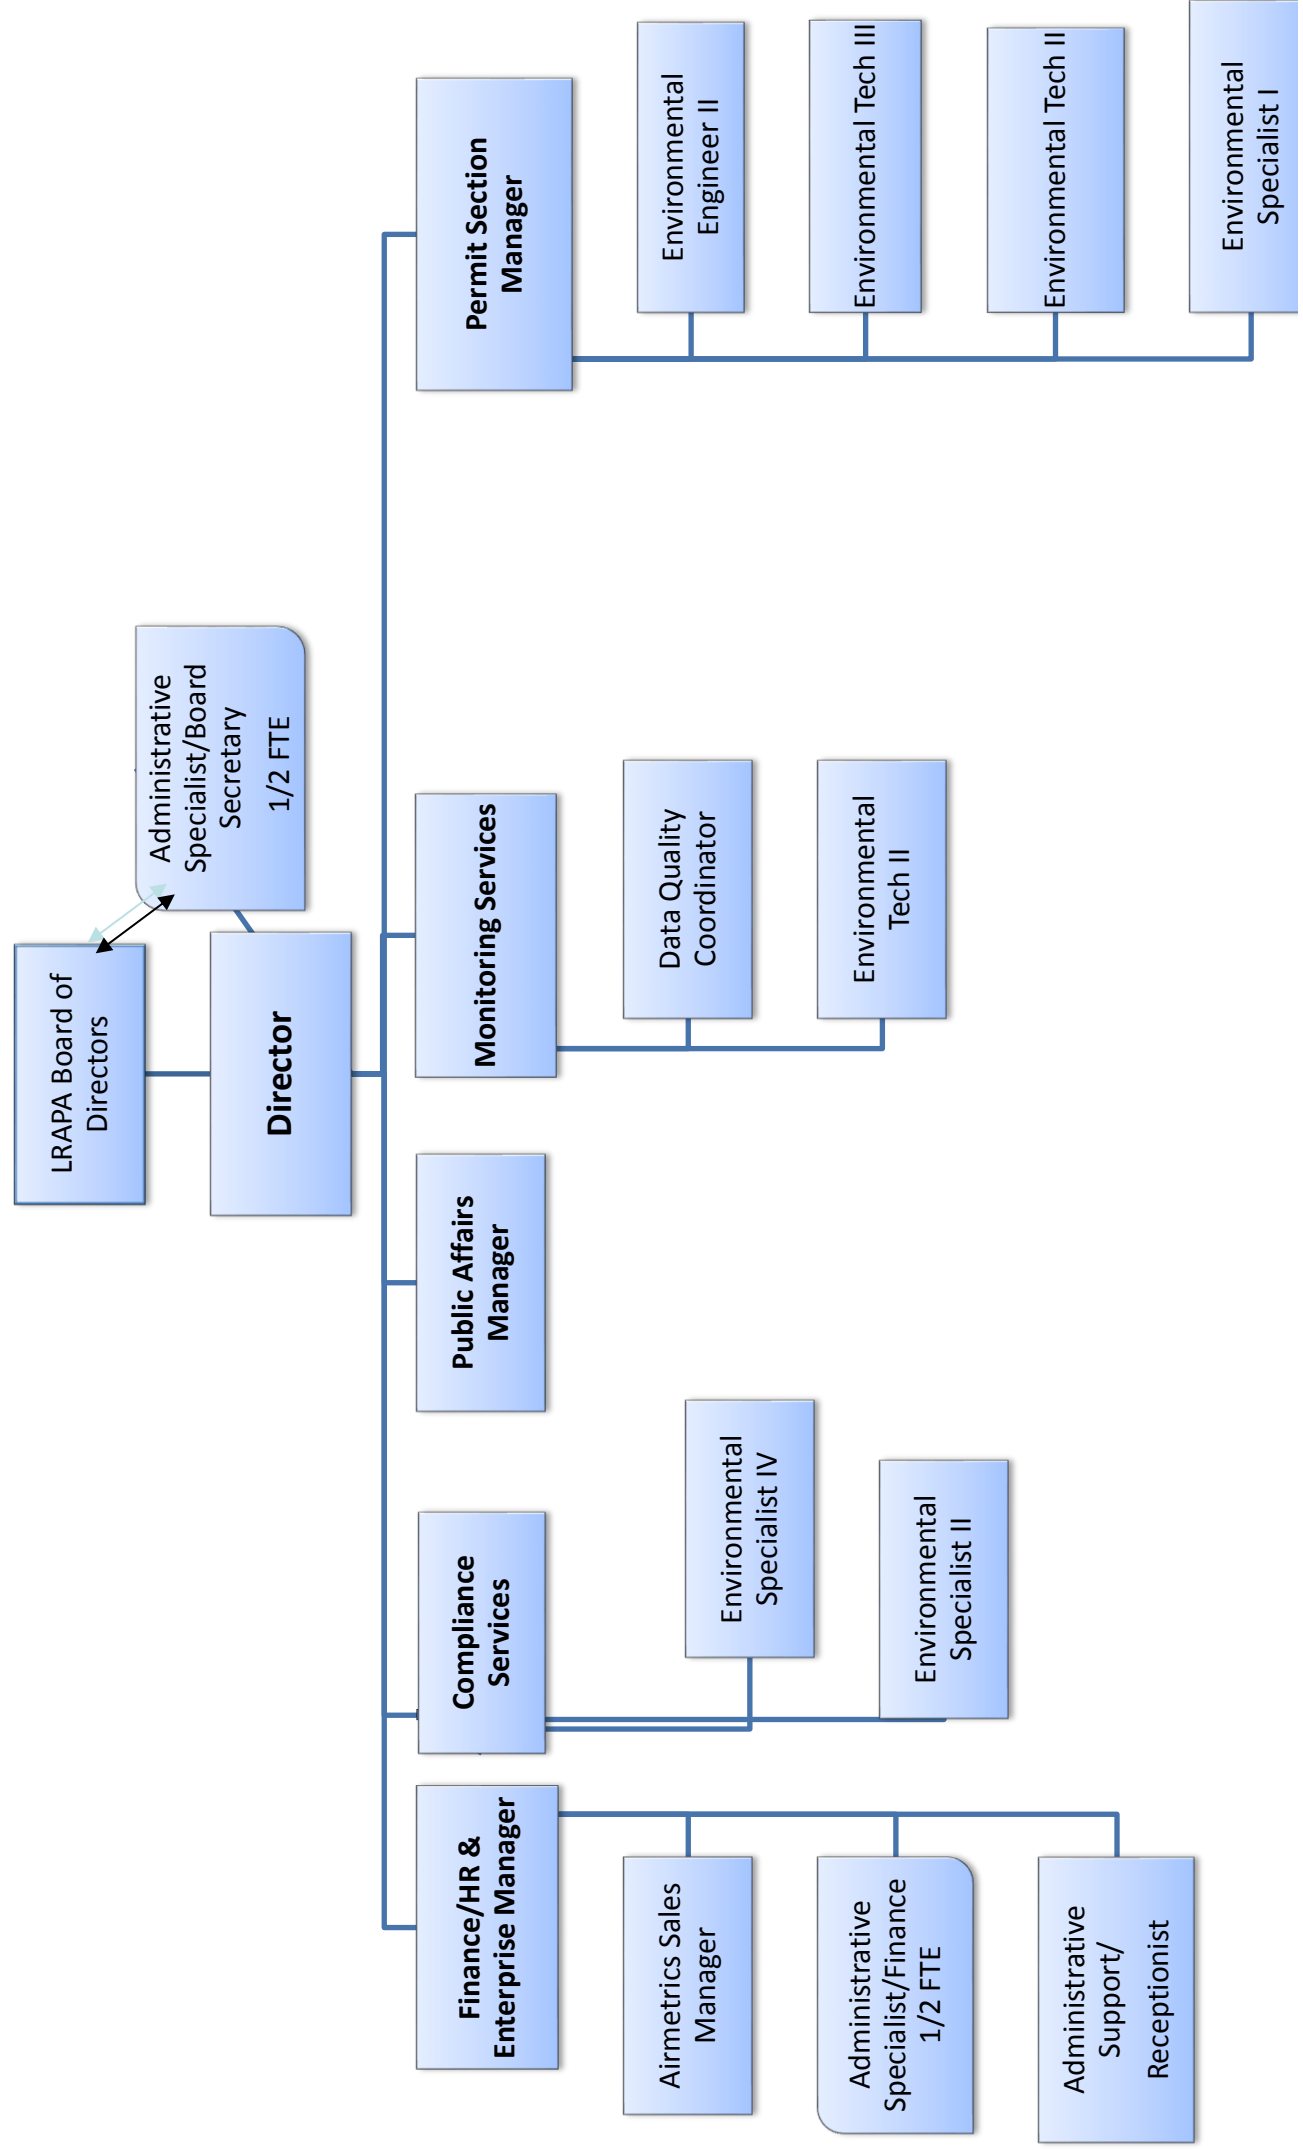 LRAPA Board of
Directors
Administrative
Specialist/Board
Secretary
1/2 FTE
Director
Finance/HR &
Enterprise Manager
Compliance
Services
Public Affairs
Manager
Monitoring Services
Permit Section
Manager
Airmetrics Sales
Manager
Administrative
Specialist/Finance
1/2 FTE
Administrative
Support/
Receptionist
Environmental
Specialist IV
Environmental
Specialist II
Data Quality
Coordinator
Environmental
Tech II
Environmental
Engineer II
Environmental Tech III
Environmental Tech II
Environmental
Specialist I